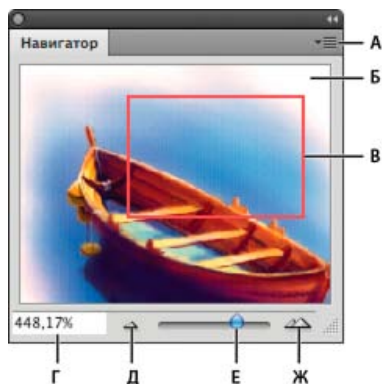 Навигатор
А
Б
В
448,17%
Г Д Е Ж